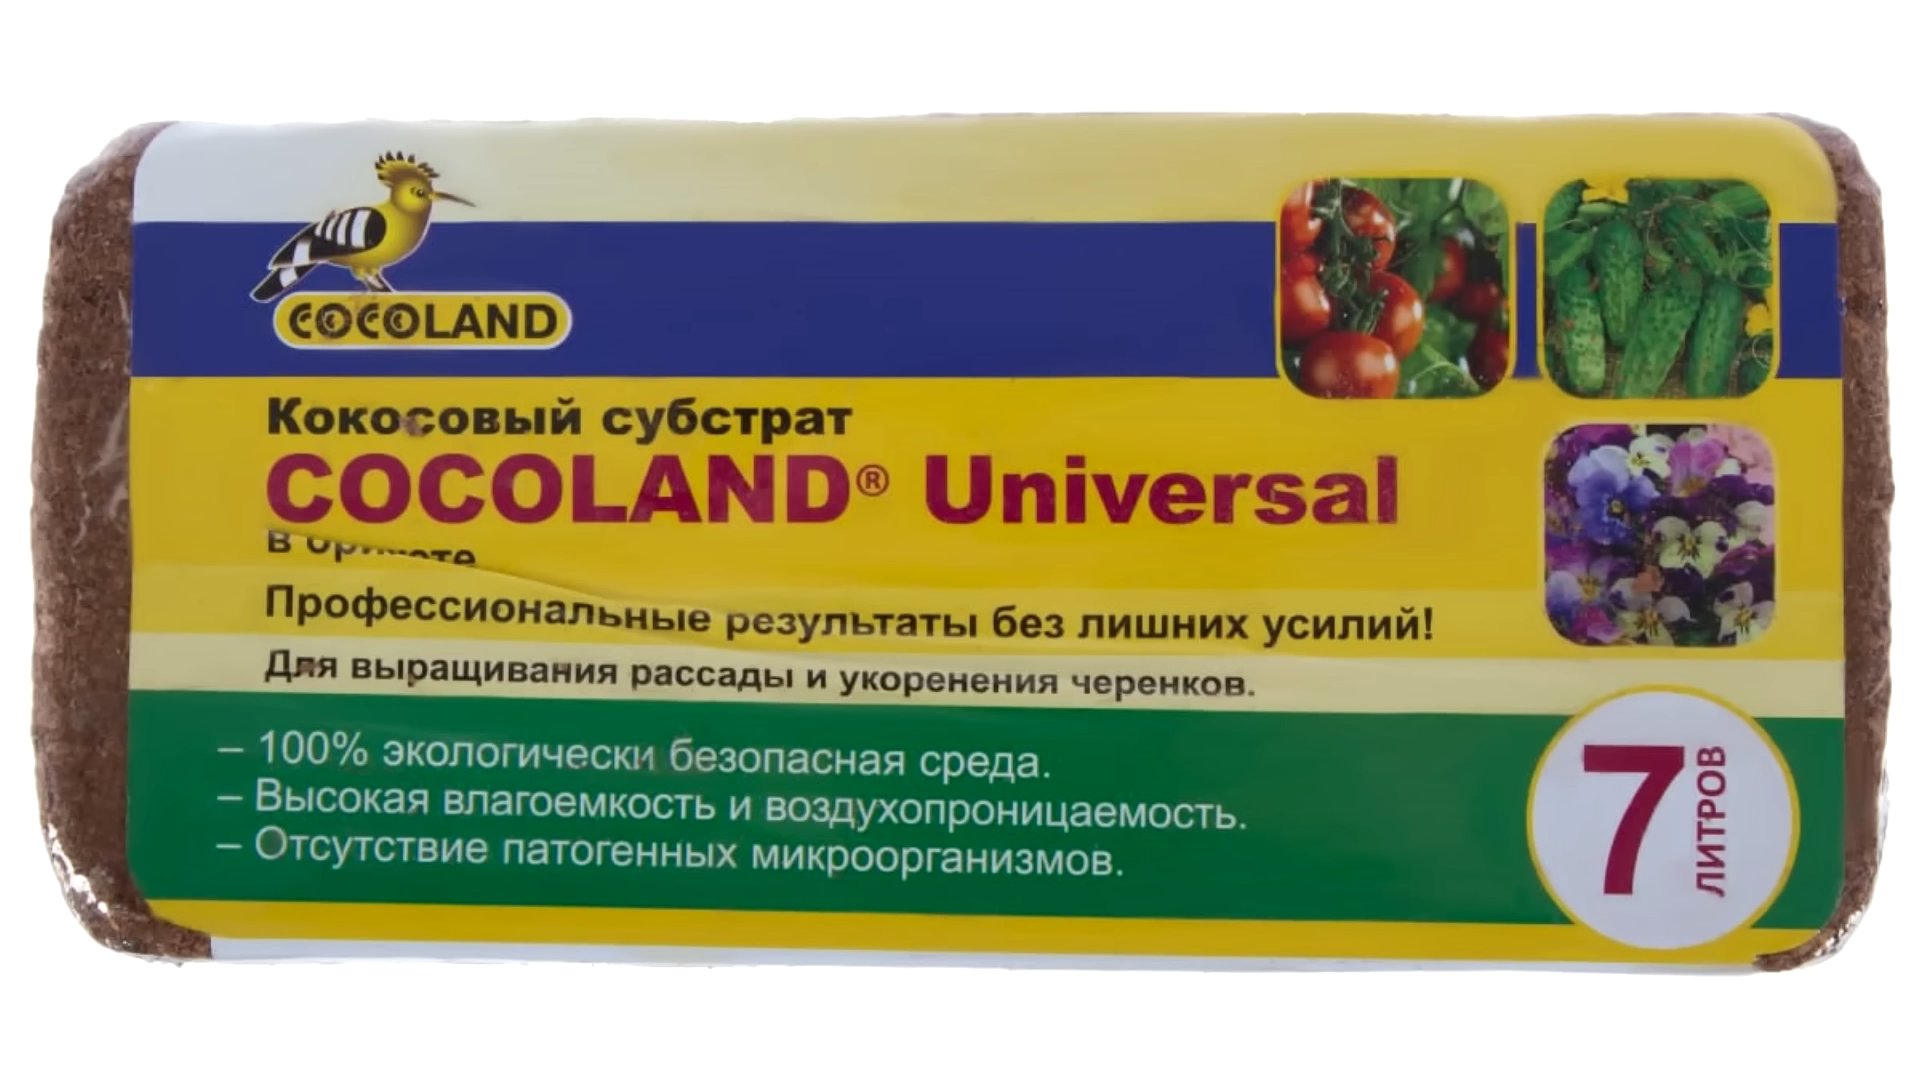 COCOLAND
Кокосовый субстрат
COCOLAND® Universal
в
Профессиональные результаты без лишних усилий!
Для выращивания рассады и укоренения черенков.
– 100% экологически безопасная среда.
– Высокая влагоемкость и воздухопроницаемость.
– Отсутствие патогенных микроорганизмов.
7
ЛИТРОВ